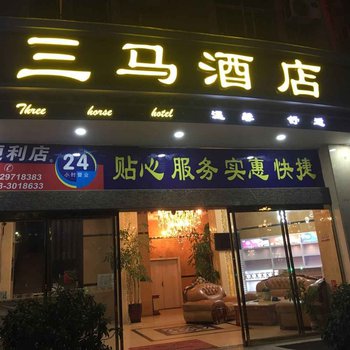 三马酒店
Three horse hotel 温馨舒适
利店 24 贴心服务实惠快捷
29718383 小时营业
3-3018633